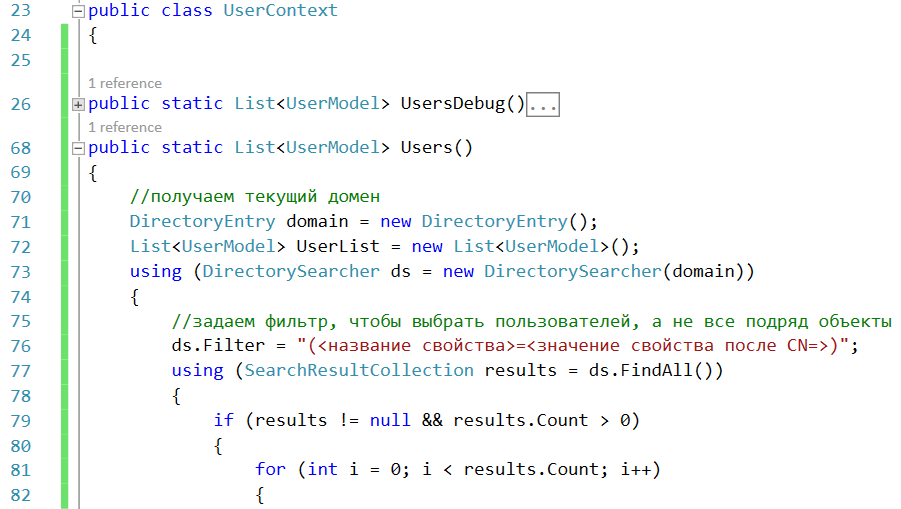 23 public class UserContext
24 {
25
1 reference
26 public static List<UserModel> UsersDebug()...
1 reference
68 public static List<UserModel> Users()
69 {
70 //получаем текущий домен
71 DirectoryEntry domain = new DirectoryEntry();
72 List<UserModel> UserList = new List<UserModel>();
73 using (DirectorySearcher ds = new DirectorySearcher(domain))
74 {
75 //задаем фильтр, чтобы выбрать пользователей, а не все подряд объекты
76 ds.Filter = "(<название свойства>=<значение свойства после CN=>)";
77 using (SearchResultCollection results = ds.FindAll())
78 {
79 if (results != null && results.Count > 0)
80 {
81 for (int i = 0; i < results.Count; i++)
82 {